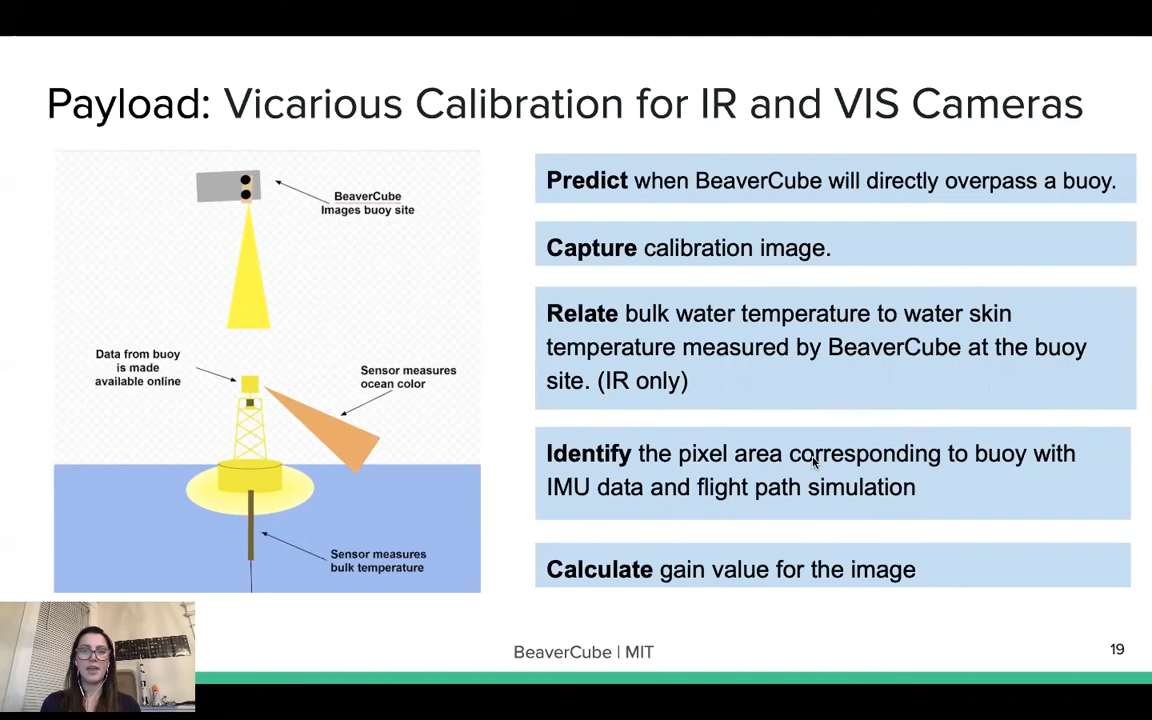 Payload: Vicarious Calibration for IR and VIS Cameras
BeaverCube
Images buoy site
Data from buoy
is made
available online
Sensor measures
ocean color
Sensor measures
bulk temperature
Predict when BeaverCube will directly overpass a buoy.
Capture calibration image.
Relate bulk water temperature to water skin
temperature measured by BeaverCube at the buoy
site. (IR only)
Identify the pixel area corresponding to buoy with
IMU data and flight path simulation
Calculate gain value for the image
BeaverCube | MIT
19